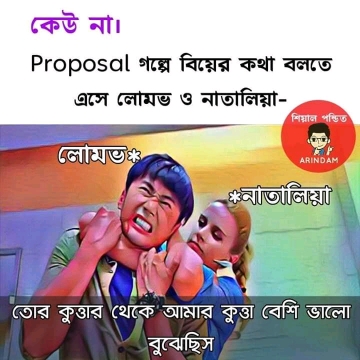 কেউ না।
Proposal গল্পে বিয়ের কথা বলতে
এসে লোমভ ও নাতালিয়া-
শিয়াল পন্ডিত
ARINDAM
লোমভ*
*নাতালিয়া
তোর কুত্তার থেকে আমার কুত্তা বেশি ভালো
বুঝেছিস